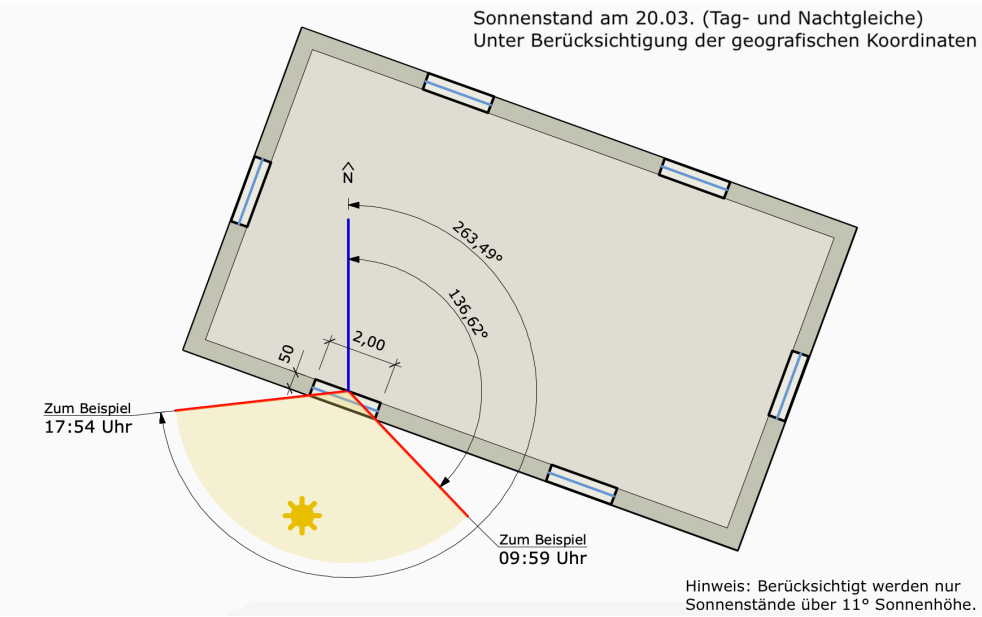 Sonnenstand am 20.03. (Tag- und Nachtgleiche)
Unter Berücksichtigung der geografischen Koordinaten
N
263,49°
136,62°
2,00
50
Zum Beispiel
17:54 Uhr
Zum Beispiel
09:59 Uhr
Hinweis: Berücksichtigt werden nur
Sonnenstände über 11° Sonnenhöhe.